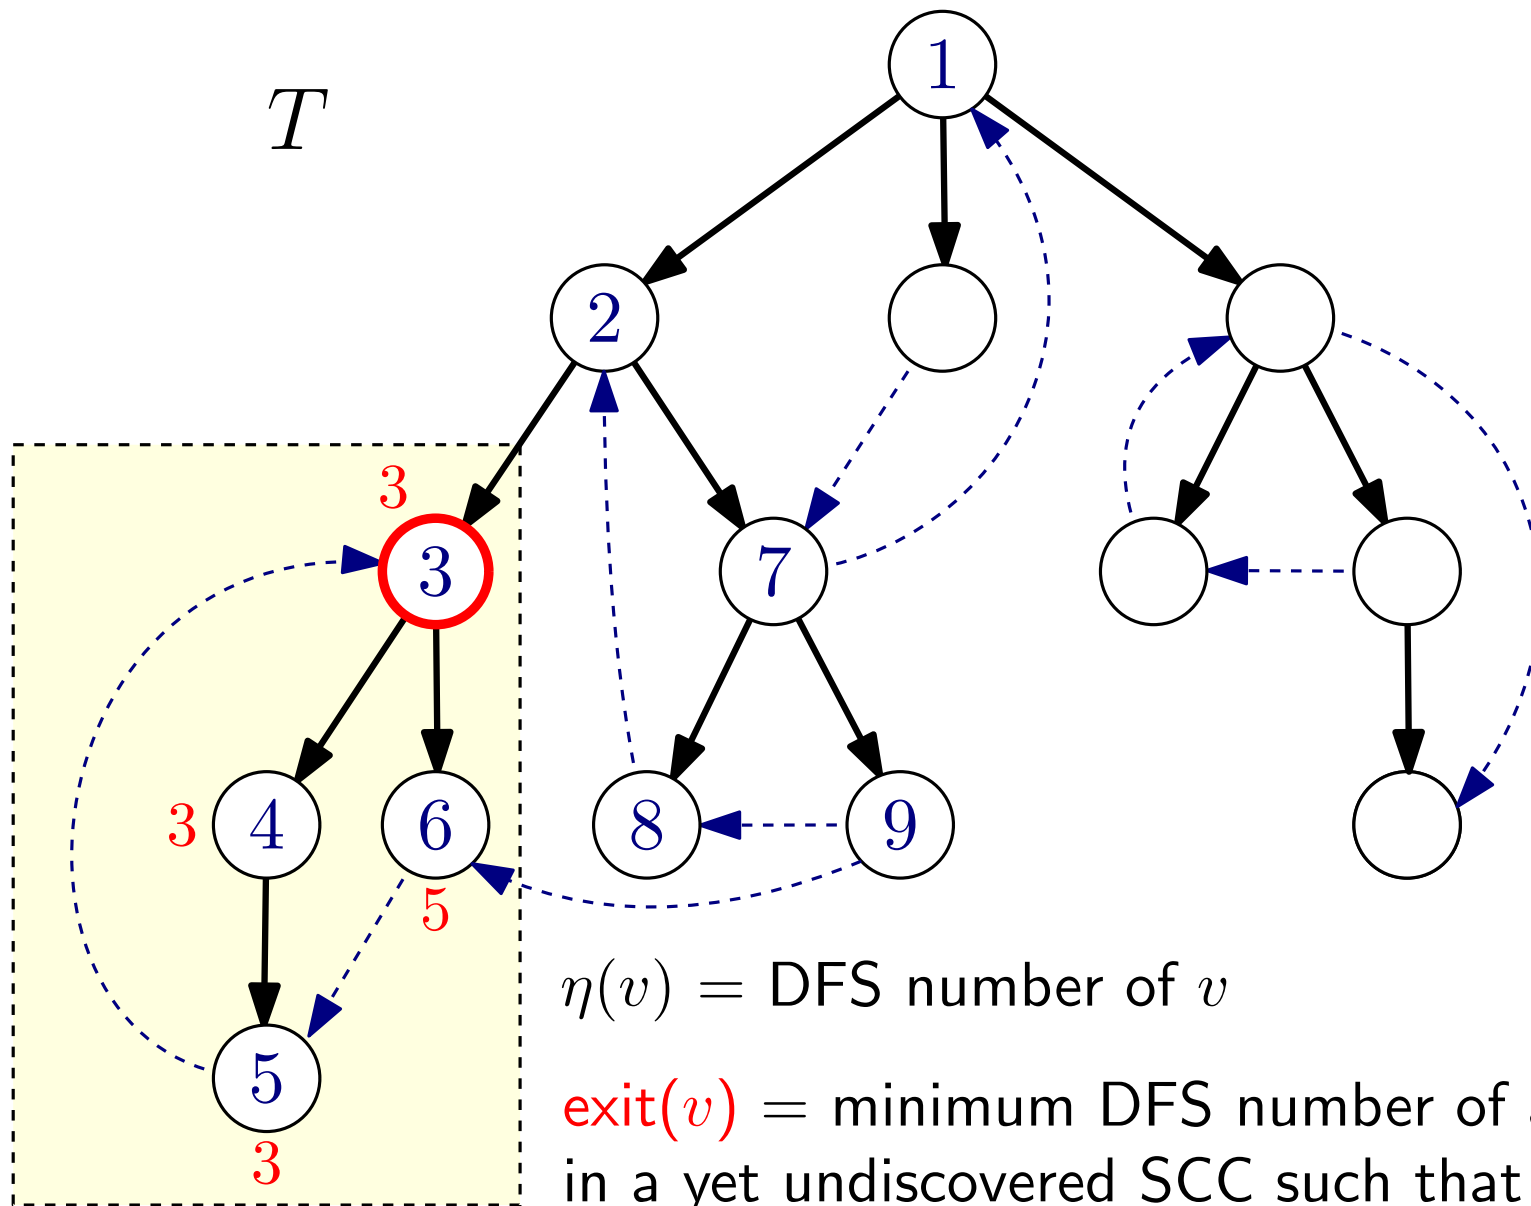 T
1
2
3
3 7
3 4 6 8 9
5
η(v) = DFS number of v
5
exit(v) = minimum DFS number of
3
in a yet undiscovered SCC such that